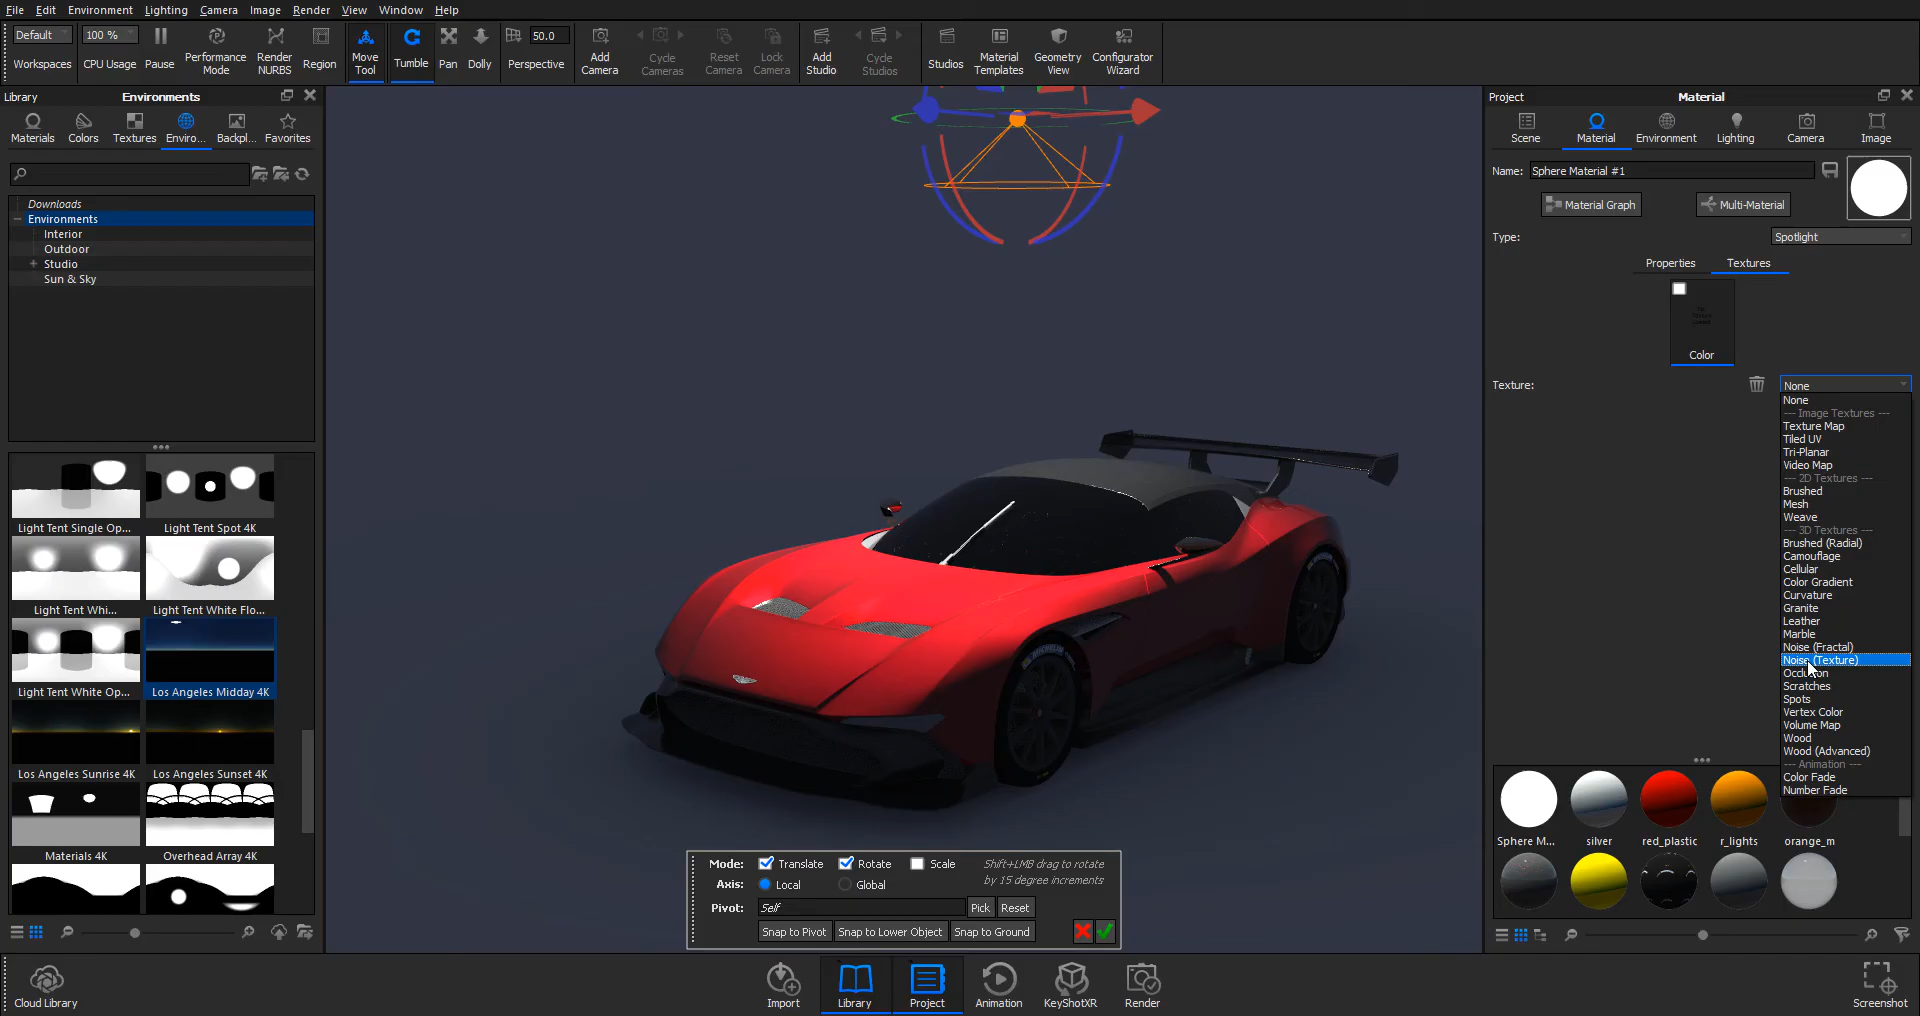 File Edit Environment Lighting Camera Image Render View Window Help
Default 100 % 50.0
Workspaces CPU Usage Pause Performance Mode Render NURBS Region Move Tool Tumble Pan Dolly Perspective Add Camera Cycle Cameras Reset Camera Lock Camera Add Studio Cycle Studios Studios Material Templates Geometry View Configurator Wizard
Library Environments
Materials Colors Textures Enviro... Backpl... Favorites
Downloads
Environments
Interior
Outdoor
Studio
Sun & Sky
Light Tent Single Op... Light Tent Spot 4K
Light Tent Whi... Light Tent White Flo...
Light Tent White Op... Los Angeles Midday 4K
Los Angeles Sunrise 4K Los Angeles Sunset 4K
Materials 4K Overhead Array 4K
Mode: Translate Rotate Scale Shift+LMB drag to rotate
by 15 degree increments
Axis: Local Global
Pivot: Self Pick Reset
Snap to Pivot Snap to Lower Object Snap to Ground
Project Material
Scene Material Environment Lighting Camera Image
Name: Sphere Material #1
Material Graph Multi-Material
Type: Spotlight
Properties Textures
Color
Texture: None
None
--- Image Textures ---
Texture Map
Tiled UV
Tri-Planar
Video Map
--- 2D Textures ---
Brushed
Mesh
Weave
--- 3D Textures ---
Brushed (Radial)
Camouflage
Cellular
Color Gradient
Curvature
Granite
Leather
Marble
Noise (Fractal)
Noise (Texture)
Occlusion
Scratches
Spots
Vertex Color
Volume Map
Wood
Wood (Advanced)
--- Animation ---
Color Fade
Number Fade
Sphere M... silver red_plastic r_lights orange_m
Cloud Library Import Library Project Animation KeyShotXR Render Screenshot